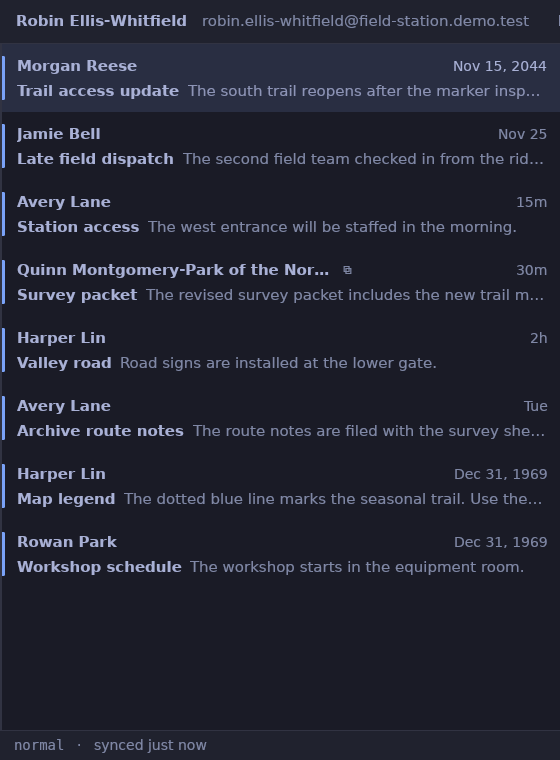 Robin Ellis-Whitfield robin.ellis-whitfield@field-station.demo.test
Morgan Reese Nov 15, 2044
Trail access update The south trail reopens after the marker insp…
Jamie Bell Nov 25
Late field dispatch The second field team checked in from the rid…
Avery Lane 15m
Station access The west entrance will be staffed in the morning.
Quinn Montgomery-Park of the Nor… 30m
Survey packet The revised survey packet includes the new trail m…
Harper Lin 2h
Valley road Road signs are installed at the lower gate.
Avery Lane Tue
Archive route notes The route notes are filed with the survey she…
Harper Lin Dec 31, 1969
Map legend The dotted blue line marks the seasonal trail. Use the…
Rowan Park Dec 31, 1969
Workshop schedule The workshop starts in the equipment room.
normal · synced just now